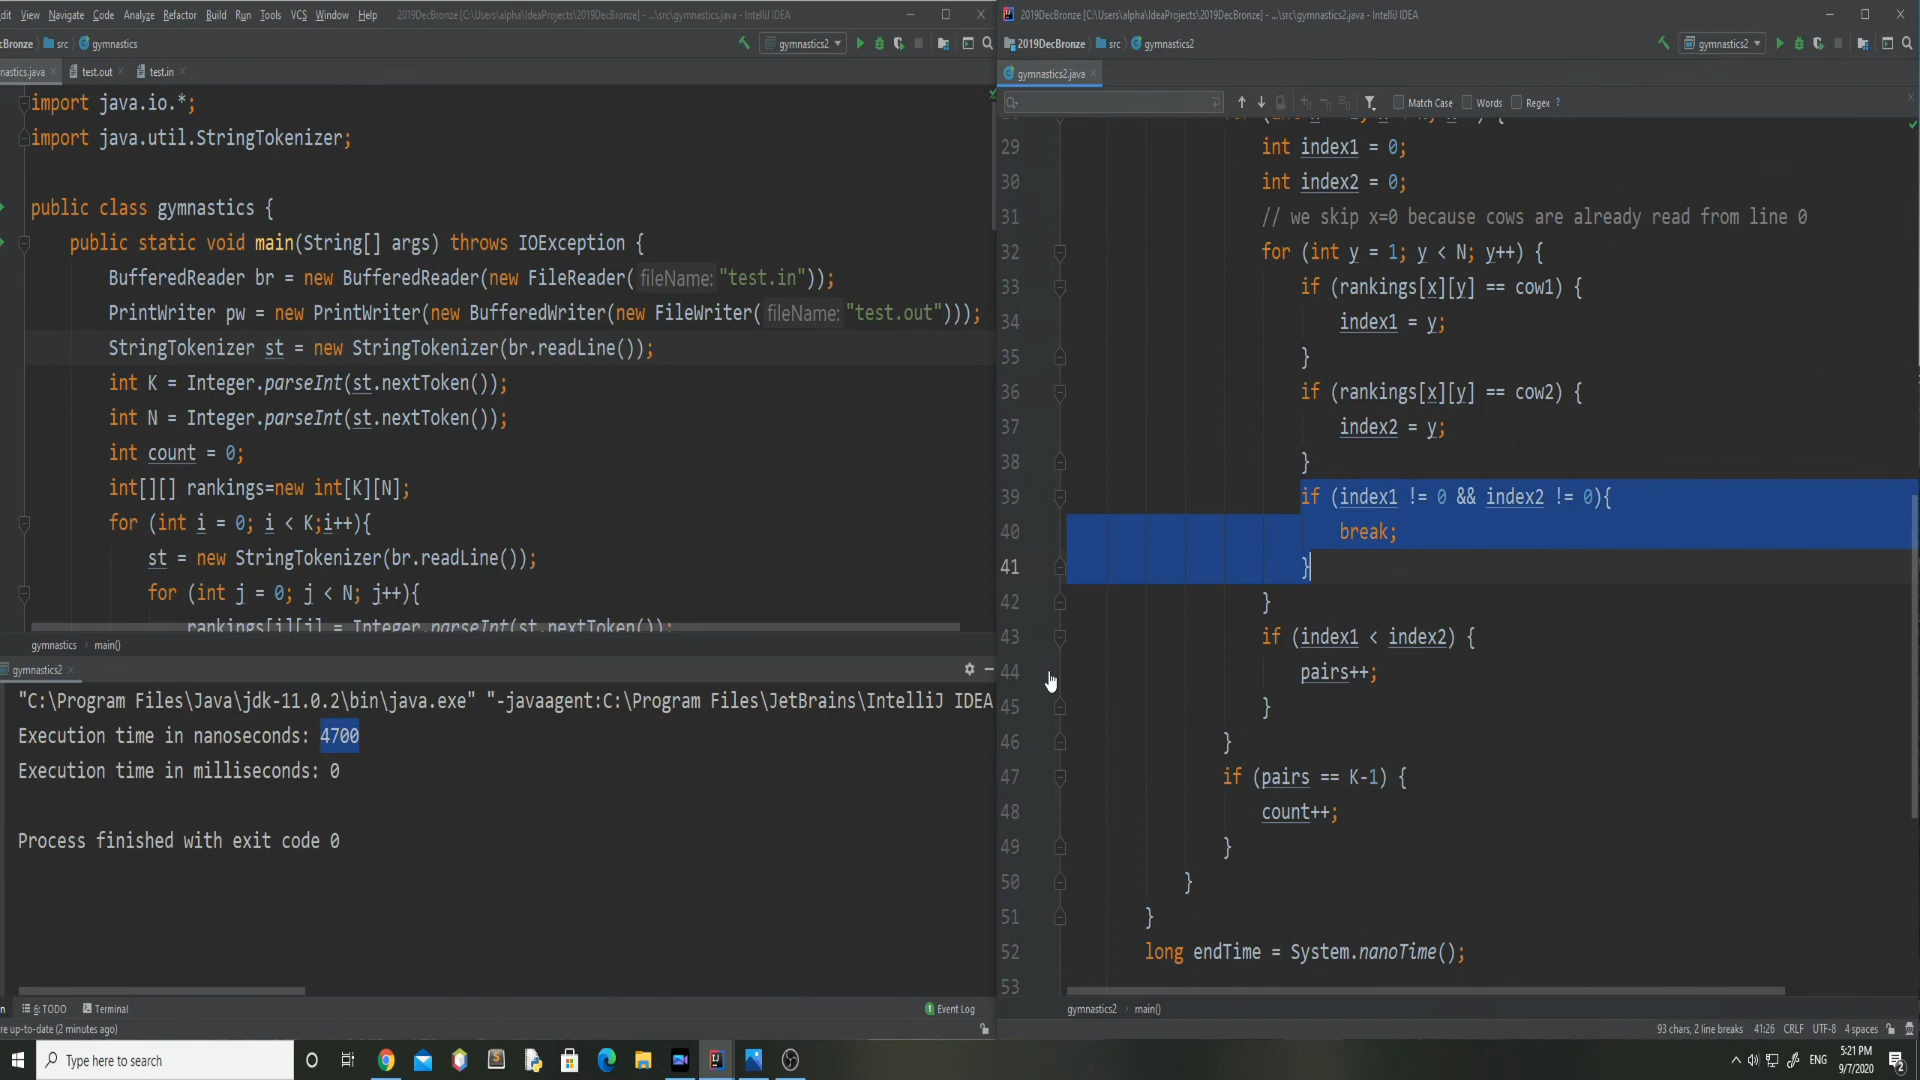 dit View Navigate Code Analyze Refactor Build Run Tools VCS Window Help 2019DecBronze [C:\Users\alpha\IdeaProjects\2019DecBronze] - ...\src\gymnastics.java - IntelliJ IDEA
cBronze src gymnastics gymnastics2
nastics.java test.out test.in
import java.io.*;
import java.util.StringTokenizer;
public class gymnastics {
public static void main(String[] args) throws IOException {
BufferedReader br = new BufferedReader(new FileReader( fileName: "test.in"));
PrintWriter pw = new PrintWriter(new BufferedWriter(new FileWriter( fileName: "test.out")));
StringTokenizer st = new StringTokenizer(br.readLine());
int K = Integer.parseInt(st.nextToken());
int N = Integer.parseInt(st.nextToken());
int count = 0;
int[][] rankings=new int[K][N];
for (int i = 0; i < K;i++){
st = new StringTokenizer(br.readLine());
for (int j = 0; j < N; j++){
rankings[i][j] = Integer.parseInt(st.nextToken());
gymnastics main()
gymnastics2
"C:\Program Files\Java\jdk-11.0.2\bin\java.exe" "-javaagent:C:\Program Files\JetBrains\IntelliJ IDEA
Execution time in nanoseconds: 4700
Execution time in milliseconds: 0
Process finished with exit code 0
n 6: TODO Terminal 1 Event Log
re up-to-date (2 minutes ago)
2019DecBronze [C:\Users\alpha\IdeaProjects\2019DecBronze] - ...\src\gymnastics2.java - IntelliJ IDEA
2019DecBronze src gymnastics2 gymnastics2
gymnastics2.java
Match Case Words Regex ?
29 int index1 = 0;
30 int index2 = 0;
31 // we skip x=0 because cows are already read from line 0
32 for (int y = 1; y < N; y++) {
33 if (rankings[x][y] == cow1) {
34 index1 = y;
35 }
36 if (rankings[x][y] == cow2) {
37 index2 = y;
38 }
39 if (index1 != 0 && index2 != 0){
40 break;
41 }
42 }
43 if (index1 < index2) {
44 pairs++;
45 }
46 }
47 if (pairs == K-1) {
48 count++;
49 }
50 }
51 }
52 long endTime = System.nanoTime();
53
gymnastics2 main()
93 chars, 2 line breaks 41:26 CRLF UTF-8 4 spaces
Type here to search
ENG 5:21 PM
9/7/2020 2